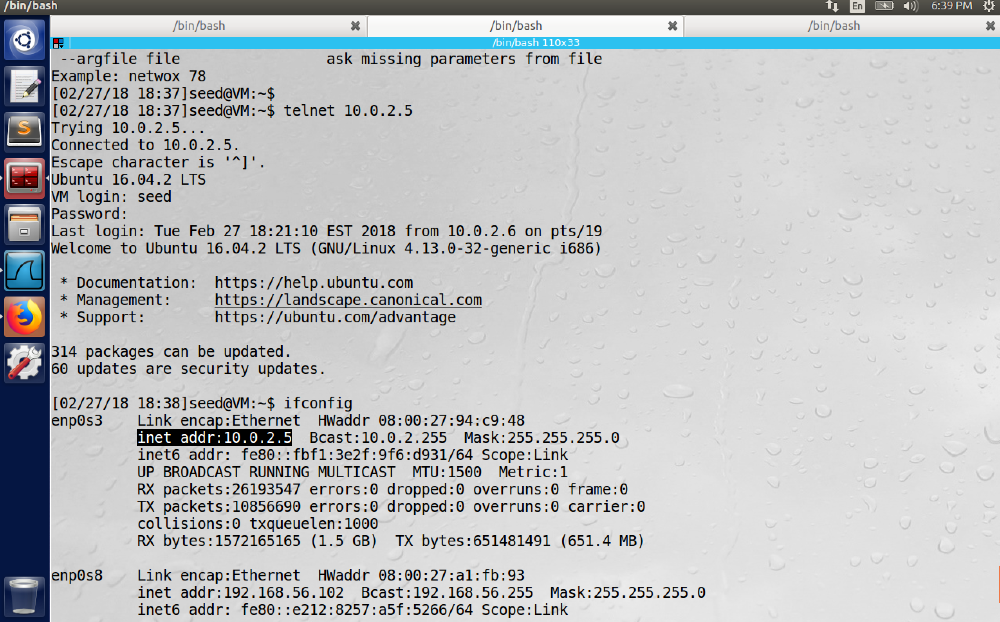 /bin/bash
En
6:39 PM
/bin/bash
/bin/bash
/bin/bash
/bin/bash 110x33
--argfile file                 ask missing parameters from file
Example: netwox 78
[02/27/18 18:37]seed@VM:~$
[02/27/18 18:37]seed@VM:~$ telnet 10.0.2.5
Trying 10.0.2.5...
Connected to 10.0.2.5.
Escape character is '^]'.
Ubuntu 16.04.2 LTS
VM login: seed
Password:
Last login: Tue Feb 27 18:21:10 EST 2018 from 10.0.2.6 on pts/19
Welcome to Ubuntu 16.04.2 LTS (GNU/Linux 4.13.0-32-generic i686)
* Documentation:  https://help.ubuntu.com
* Management:     https://landscape.canonical.com
* Support:        https://ubuntu.com/advantage
314 packages can be updated.
60 updates are security updates.
[02/27/18 18:38]seed@VM:~$ ifconfig
enp0s3    Link encap:Ethernet  HWaddr 08:00:27:94:c9:48
inet addr:10.0.2.5  Bcast:10.0.2.255  Mask:255.255.255.0
inet6 addr: fe80::fbf1:3e2f:9f6:d931/64 Scope:Link
UP BROADCAST RUNNING MULTICAST  MTU:1500  Metric:1
RX packets:26193547 errors:0 dropped:0 overruns:0 frame:0
TX packets:10856690 errors:0 dropped:0 overruns:0 carrier:0
collisions:0 txqueuelen:1000
RX bytes:1572165165 (1.5 GB)  TX bytes:651481491 (651.4 MB)
enp0s8    Link encap:Ethernet  HWaddr 08:00:27:a1:fb:93
inet addr:192.168.56.102  Bcast:192.168.56.255  Mask:255.255.255.0
inet6 addr: fe80::e212:8257:a5f:5266/64 Scope:Link